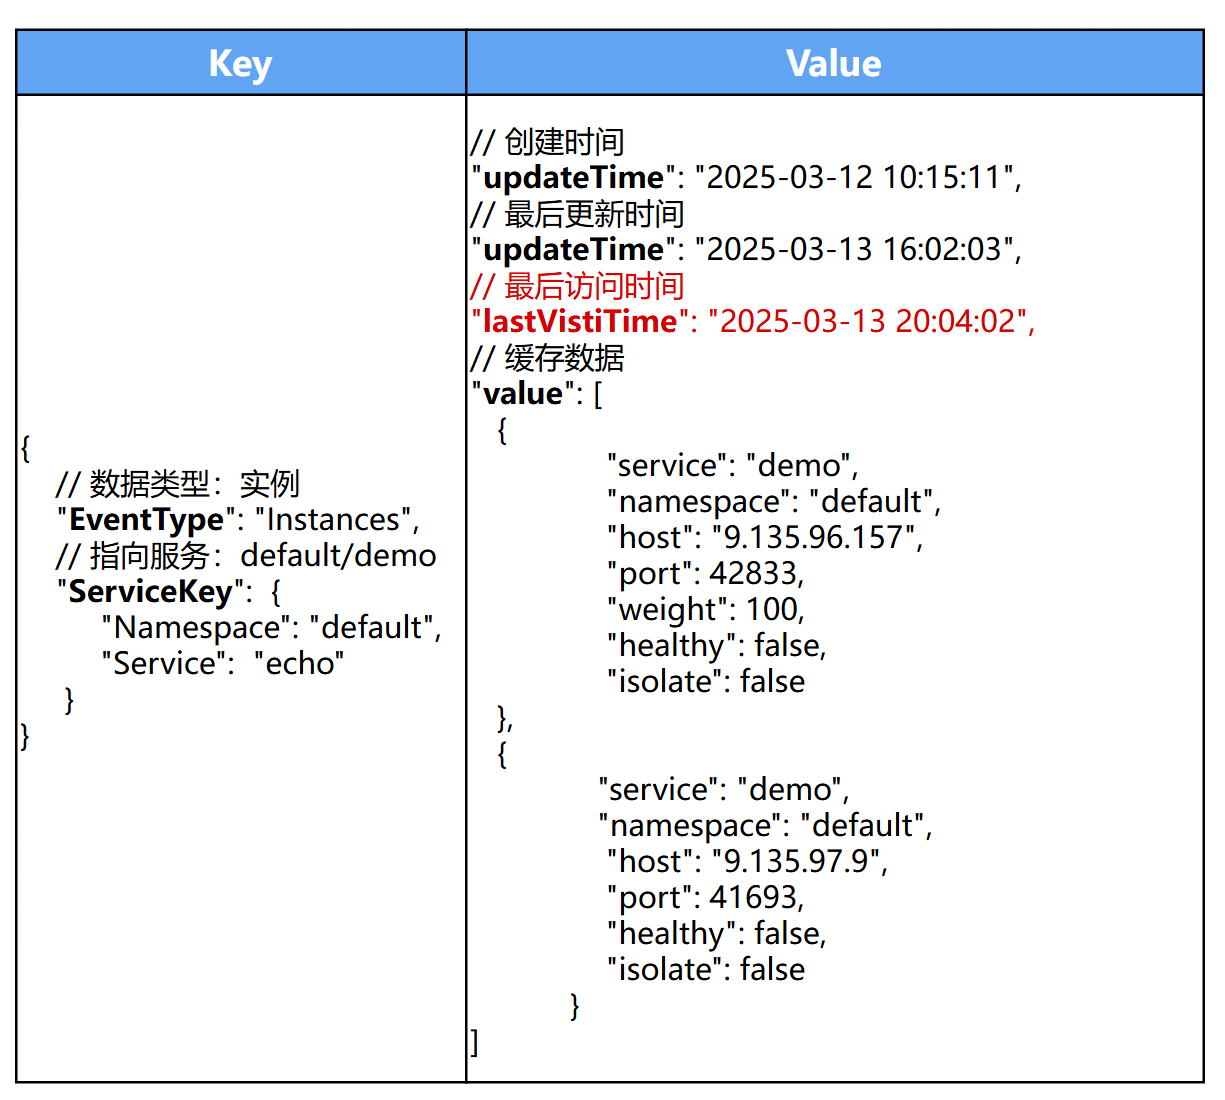 Key
Value
{
// 数据类型：实例
"EventType": "Instances",
// 指向服务：default/demo
"ServiceKey": {
"Namespace": "default",
"Service": "echo"
}
}
// 创建时间
"updateTime": "2025-03-12 10:15:11",
// 最后更新时间
"updateTime": "2025-03-13 16:02:03",
// 最后访问时间
"lastVistiTime": "2025-03-13 20:04:02",
// 缓存数据
"value": [
{
"service": "demo",
"namespace": "default",
"host": "9.135.96.157",
"port": 42833,
"weight": 100,
"healthy": false,
"isolate": false
},
{
"service": "demo",
"namespace": "default",
"host": "9.135.97.9",
"port": 41693,
"healthy": false,
"isolate": false
}
]